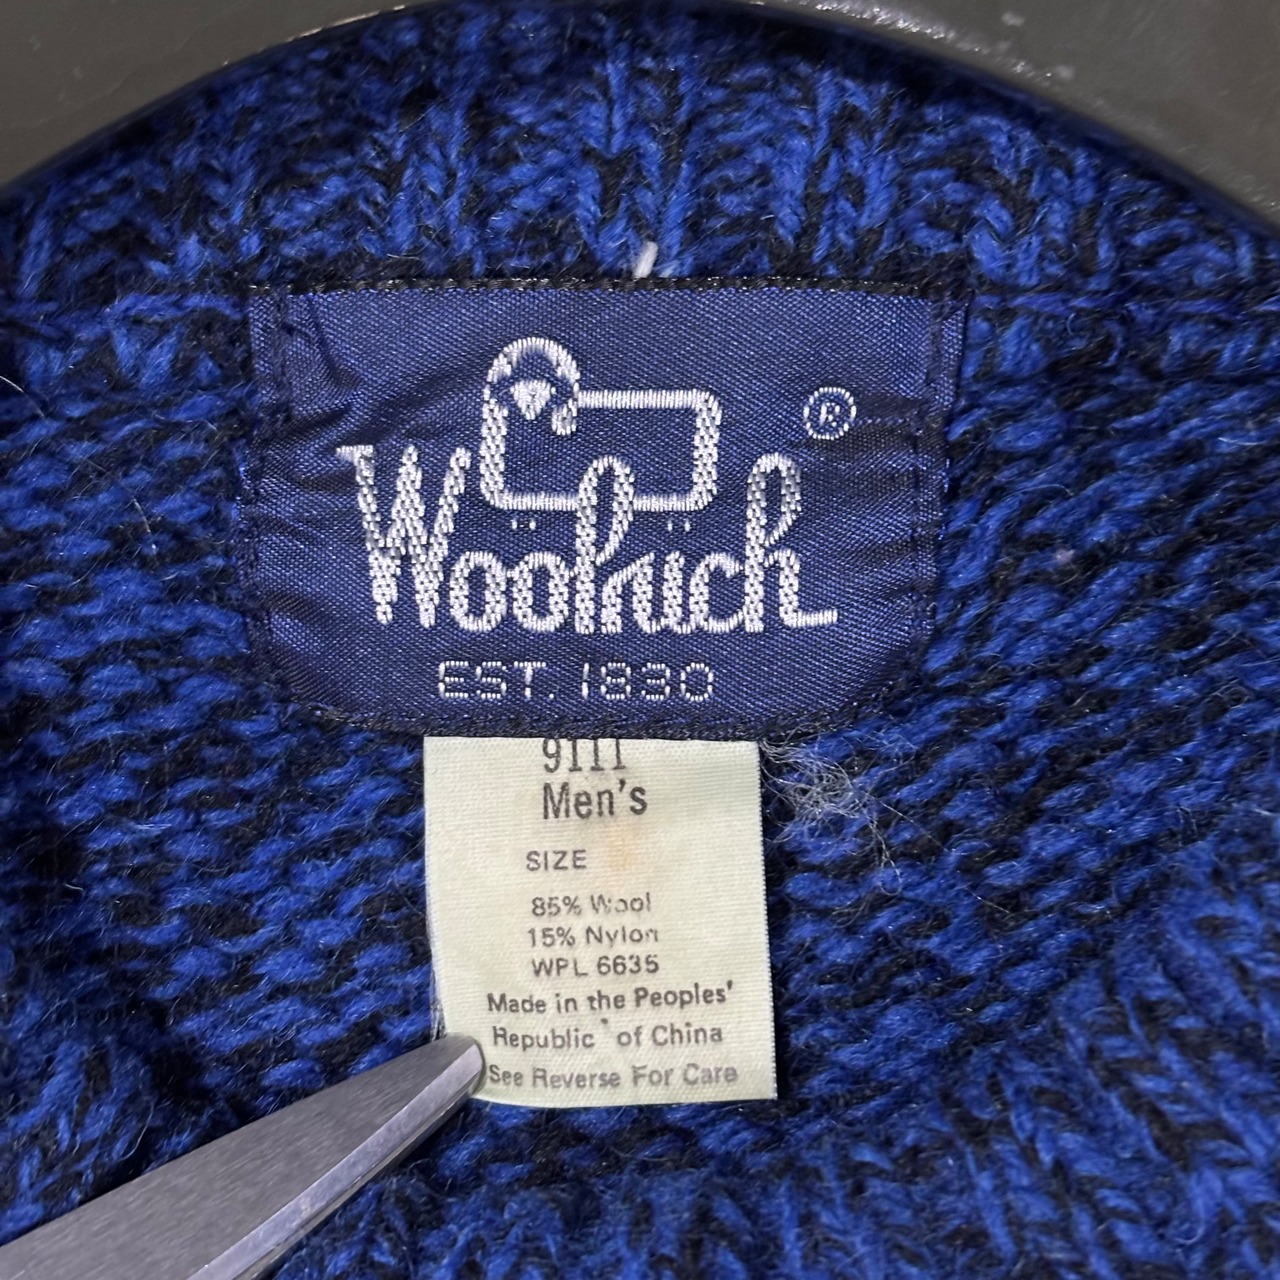 Woolrich ®
EST. 1830
9111
Men's
SIZE
85% Wool
15% Nylon
WPL 6635
Made in the Peoples'
Republic of China
See Reverse For Care